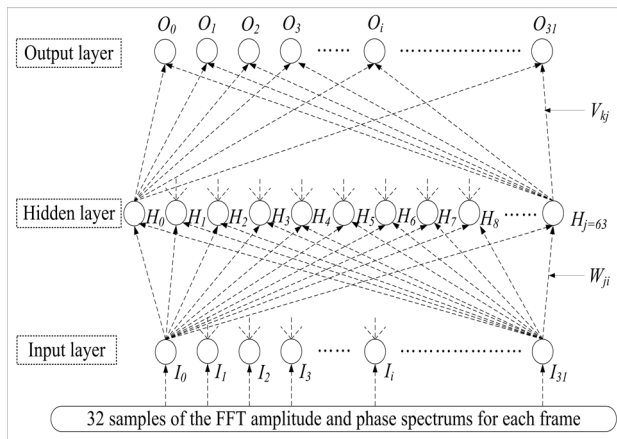 O0 O1 O2 O3 ...... Oi ........................ O31
Output layer
Vkj
Hidden layer
H0 H1 H2 H3 H4 H5 H6 H7 H8 ...... Hj=63
Wji
Input layer
I0 I1 I2 I3 ...... Ii ........................ I31
32 samples of the FFT amplitude and phase spectrums for each frame